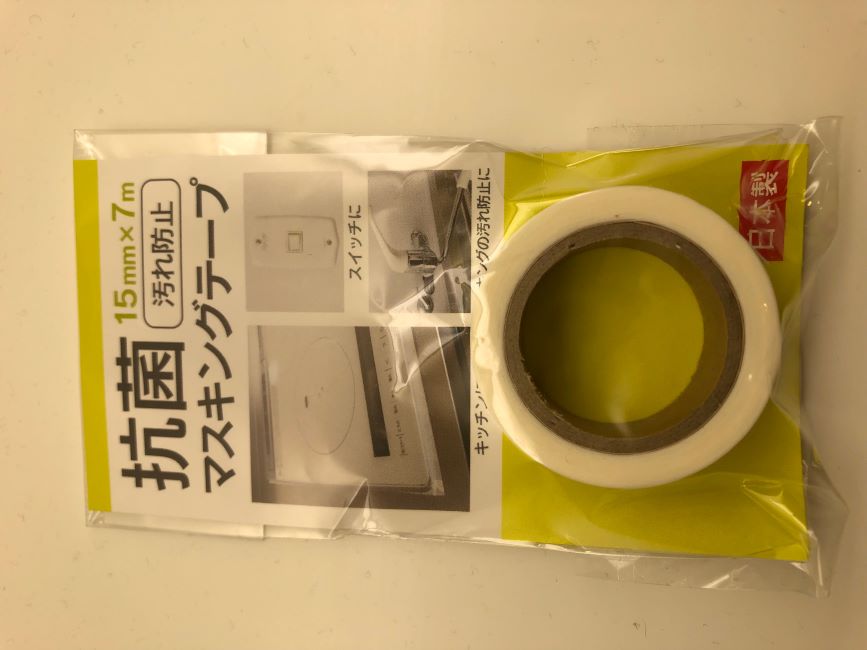 抗菌
15mm×7m
汚れ防止
マスキングテープ
スイッチに
キッチン
ングの汚れ防止に
日本製